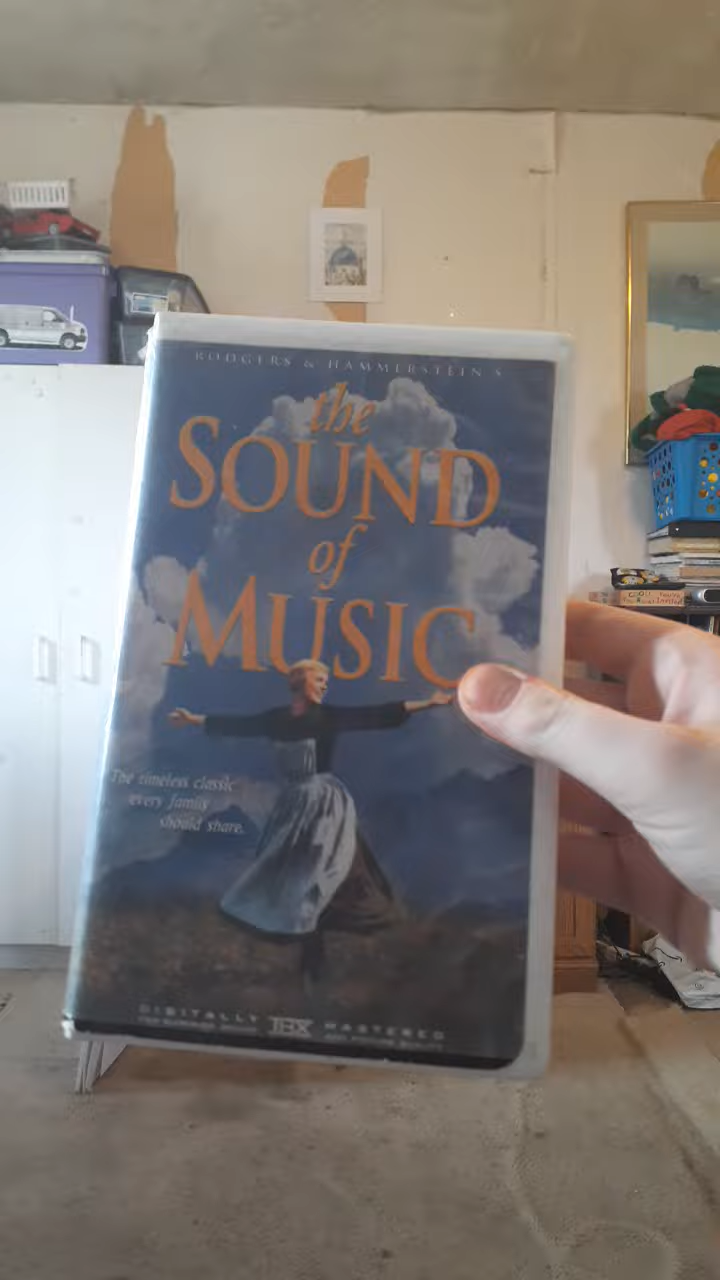 RODGERS & HAMMERSTEIN'S
the
SOUND
of
MUSIC
The timeless classic
every family
should share.
DIGITALLY THX MASTERED